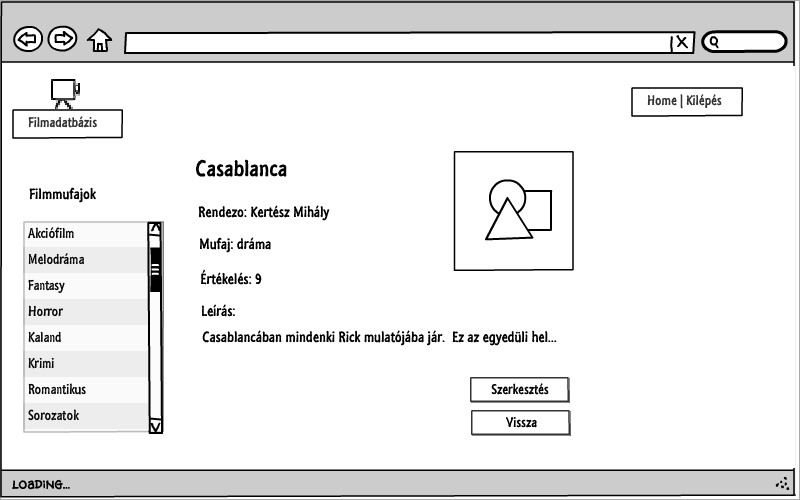 Filmadatbázis
Home | Kilépés
Casablanca
Filmmufajok
Rendezo: Kertész Mihály
Akciófilm
Mufaj: dráma
Melodráma
Értékelés: 9
Fantasy
Leírás:
Horror
Casablancában mindenki Rick mulatójába jár. Ez az egyedüli hel...
Kaland
Krimi
Romantikus
Szerkesztés
Sorozatok
Vissza
LOADING...